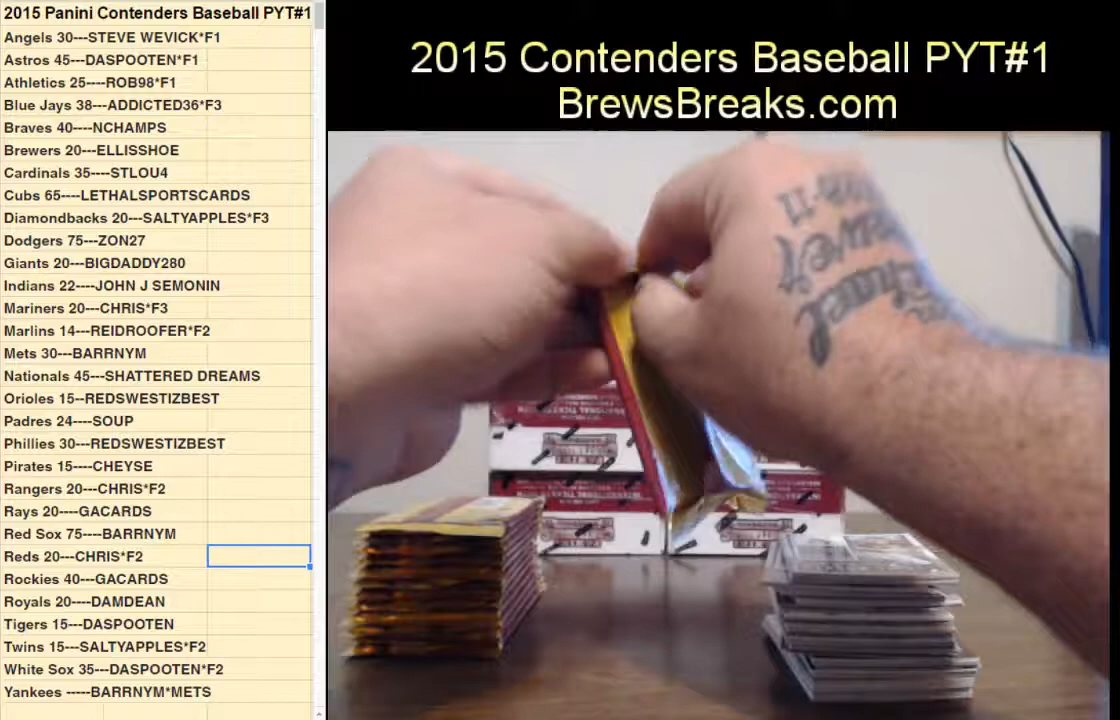 2015 Panini Contenders Baseball PYT#1
Angels 30---STEVE WEVICK*F1
Astros 45---DASPOOTEN*F1
Athletics 25----ROB98*F1
Blue Jays 38---ADDICTED36*F3
Braves 40----NCHAMPS
Brewers 20---ELLISSHOE
Cardinals 35----STLOU4
Cubs 65----LETHALSPORTSCARDS
Diamondbacks 20---SALTYAPPLES*F3
Dodgers 75---ZON27
Giants 20---BIGDADDY280
Indians 22----JOHN J SEMONIN
Mariners 20---CHRIS*F3
Marlins 14---REIDROOFER*F2
Mets 30---BARRNYM
Nationals 45---SHATTERED DREAMS
Orioles 15--REDSWESTIZBEST
Padres 24----SOUP
Phillies 30---REDSWESTIZBEST
Pirates 15----CHEYSE
Rangers 20---CHRIS*F2
Rays 20----GACARDS
Red Sox 75----BARRNYM
Reds 20---CHRIS*F2
Rockies 40---GACARDS
Royals 20----DAMDEAN
Tigers 15---DASPOOTEN
Twins 15---SALTYAPPLES*F2
White Sox 35---DASPOOTEN*F2
Yankees -----BARRNYM*METS
2015 Contenders Baseball PYT#1
BrewsBreaks.com